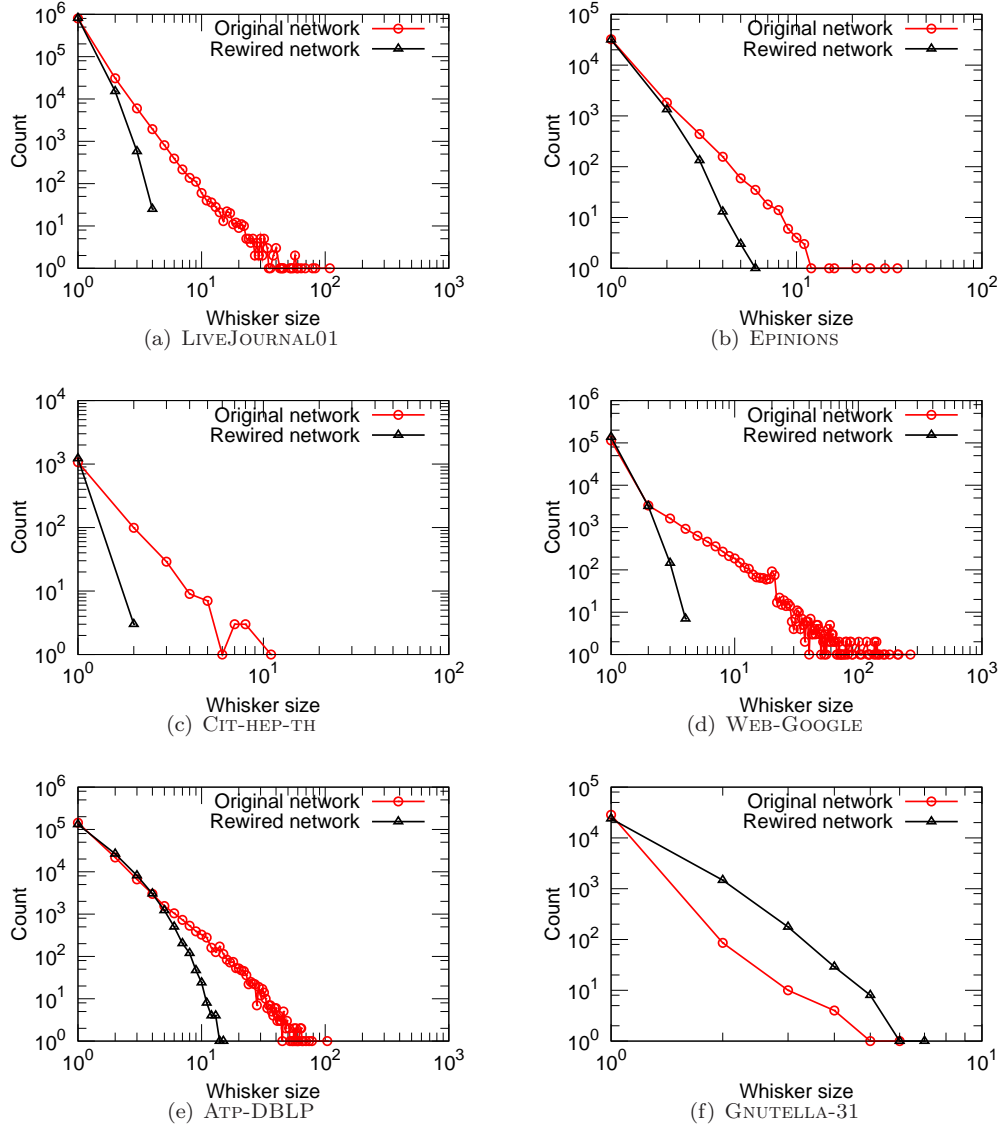 Original network
Rewired network
10^6
10^5
10^4
10^3
10^2
10^1
10^0
Count
10^0 10^1 10^2 10^3
Whisker size
(a) LIVEJOURNAL01
Original network
Rewired network
10^5
10^4
10^3
10^2
10^1
10^0
Count
10^0 10^1 10^2
Whisker size
(b) EPINIONS
Original network
Rewired network
10^4
10^3
10^2
10^1
10^0
Count
10^0 10^1 10^2
Whisker size
(c) CIT-HEP-TH
Original network
Rewired network
10^6
10^5
10^4
10^3
10^2
10^1
10^0
Count
10^0 10^1 10^2 10^3
Whisker size
(d) WEB-GOOGLE
Original network
Rewired network
10^6
10^5
10^4
10^3
10^2
10^1
10^0
Count
10^0 10^1 10^2 10^3
Whisker size
(e) ATP-DBLP
Original network
Rewired network
10^5
10^4
10^3
10^2
10^1
10^0
Count
10^0 10^1
Whisker size
(f) GNUTELLA-31